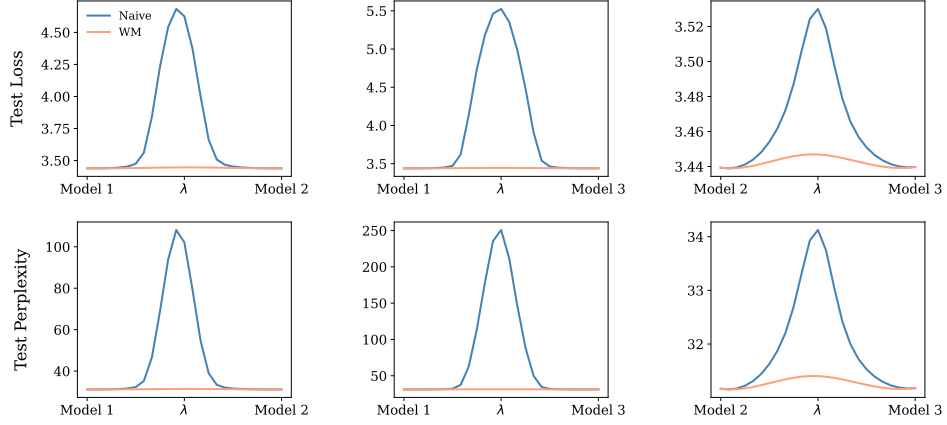 Test Loss
4.50
4.25
4.00
3.75
3.50
Naive
WM
Model 1
λ
Model 2
5.5
5.0
4.5
4.0
3.5
Model 1
λ
Model 3
3.52
3.50
3.48
3.46
3.44
Model 2
λ
Model 3
Test Perplexity
100
80
60
40
Model 1
λ
Model 2
250
200
150
100
50
Model 1
λ
Model 3
34
33
32
Model 2
λ
Model 3